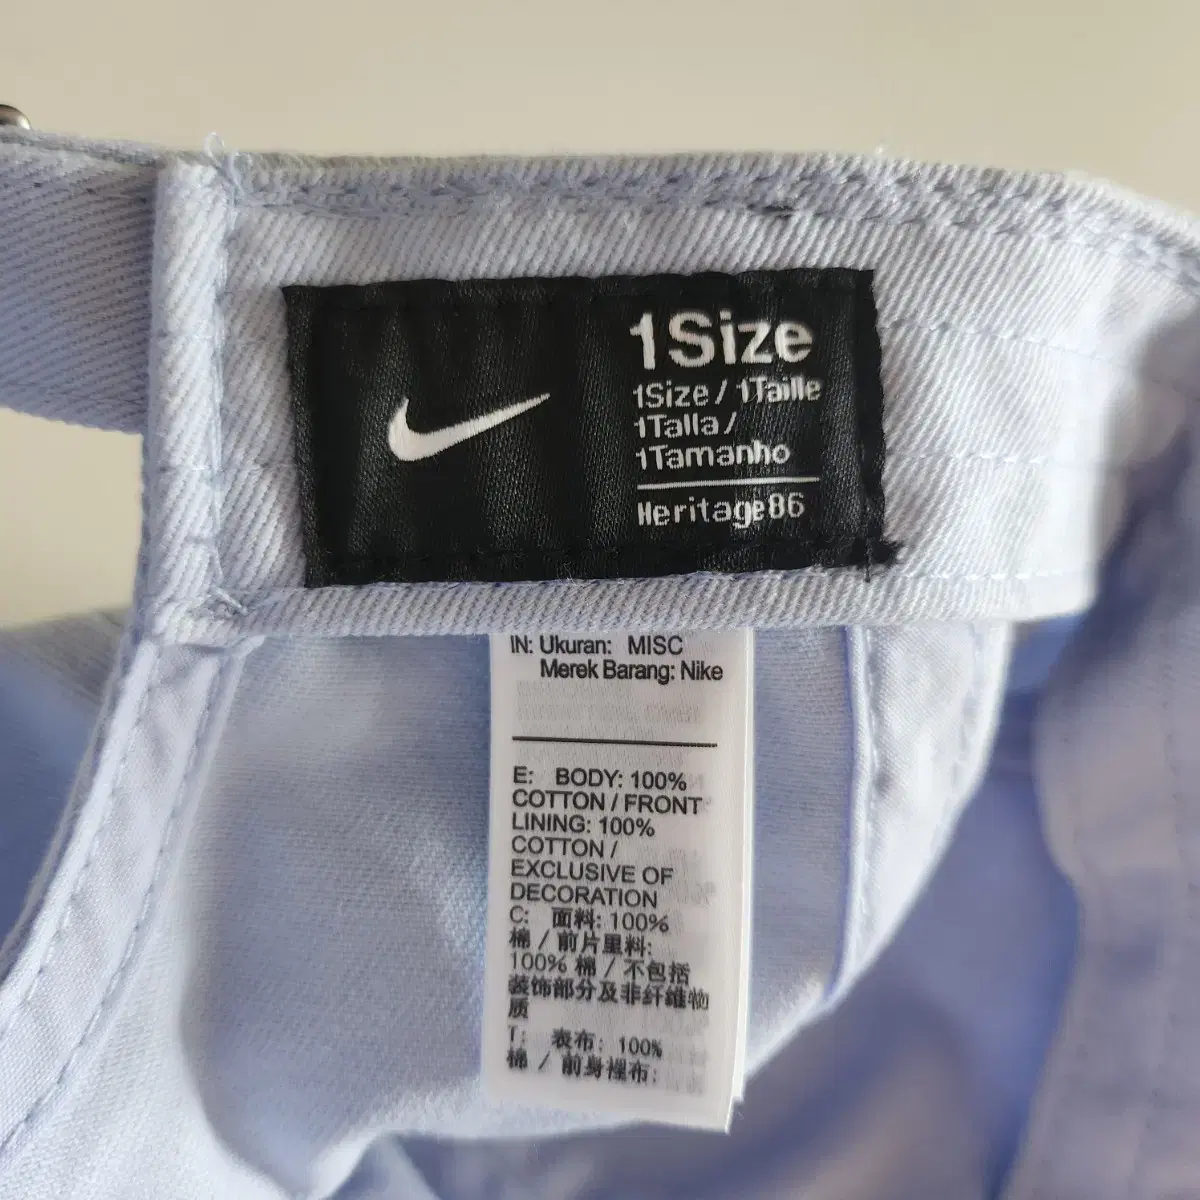 1Size
1Size / 1Taille
1Talla /
1Tamanho
Heritage86
IN: Ukuran: MISC
Merek Barang: Nike
E: BODY: 100%
COTTON / FRONT
LINING: 100%
COTTON /
EXCLUSIVE OF
DECORATION
C: 面料: 100%
棉 / 前片里料:
100% 棉 / 不包括
装饰部分及非纤维物
质
T: 表布: 100%
棉 / 前身裡布: